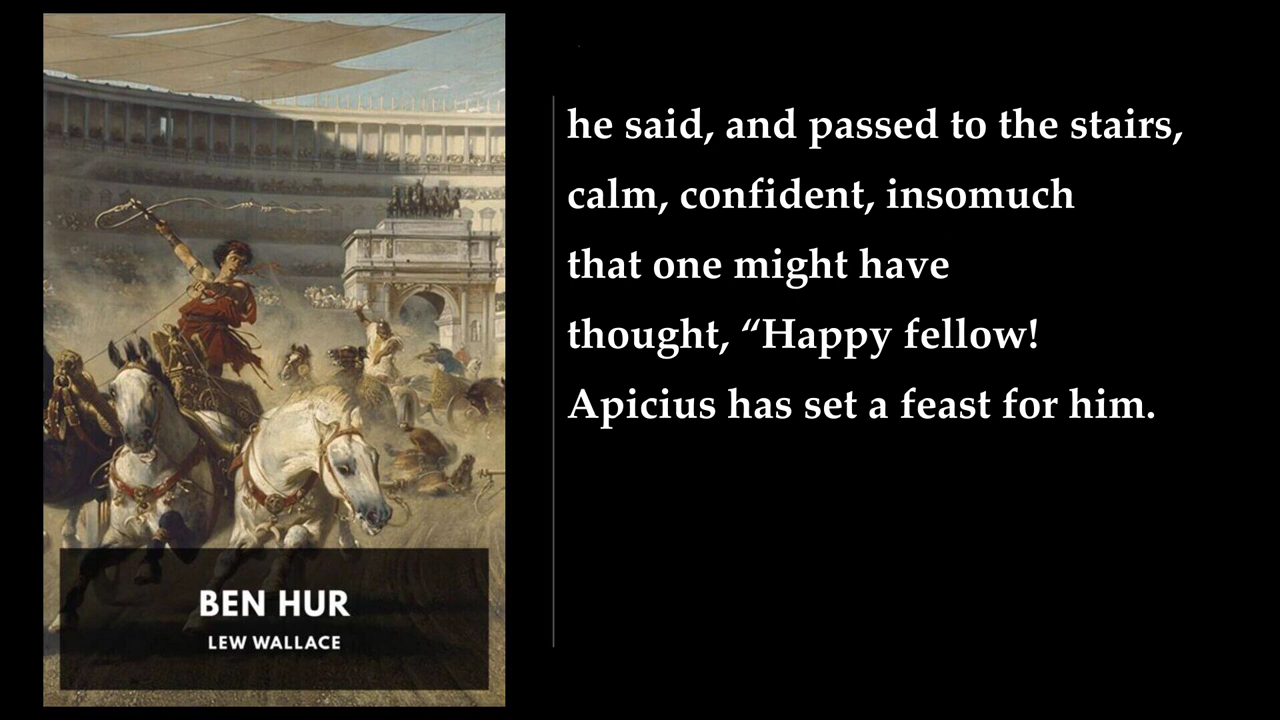 he said, and passed to the stairs,
calm, confident, insomuch
that one might have
thought, “Happy fellow!
Apicius has set a feast for him.
BEN HUR
LEW WALLACE